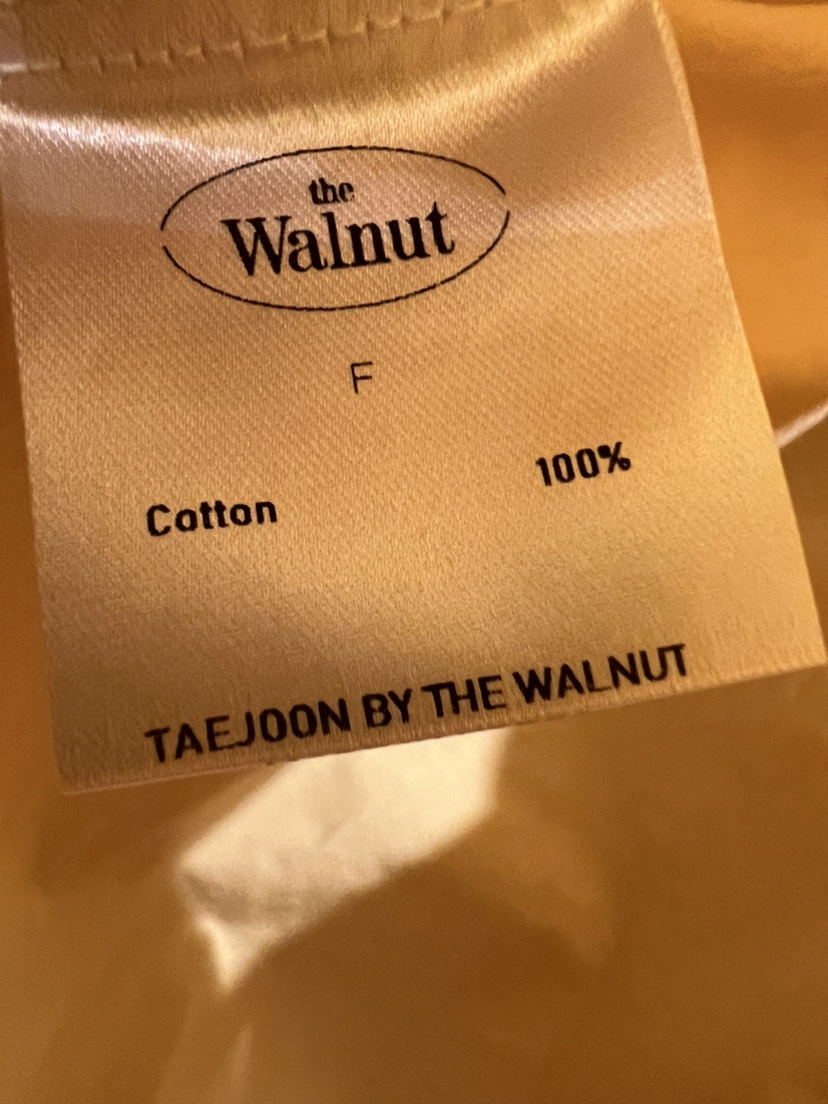 the
Walnut
F
Cotton 100%
TAEJOON BY THE WALNUT